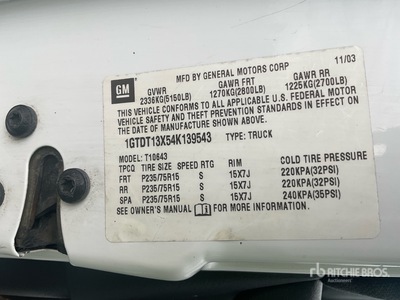 MFD BY GENERAL MOTORS CORP 11/03
GM GVWR GAWR FRT GAWR RR
2336KG(5150LB) 1270KG(2800LB) 1225KG(2700LB)
THIS VEHICLE CONFORMS TO ALL APPLICABLE U.S. FEDERAL MOTOR
VEHICLE SAFETY AND THEFT PREVENTION STANDARDS IN EFFECT ON
THE DATE OF MANUFACTURE SHOWN ABOVE.
1GTDT13X54K139543 TYPE: TRUCK
MODEL: T10643
TPCQ TIRE SIZE SPEED RTG RIM COLD TIRE PRESSURE
FRT P235/75R15 S 15X7J 220KPA(32PSI)
RR P235/75R15 S 15X7J 220KPA(32PSI)
SPA P235/75R15 S 15X7J 240KPA(35PSI)
SEE OWNER'S MANUAL FOR MORE INFORMATION.
rb RITCHIE BROS.
Auctioneers